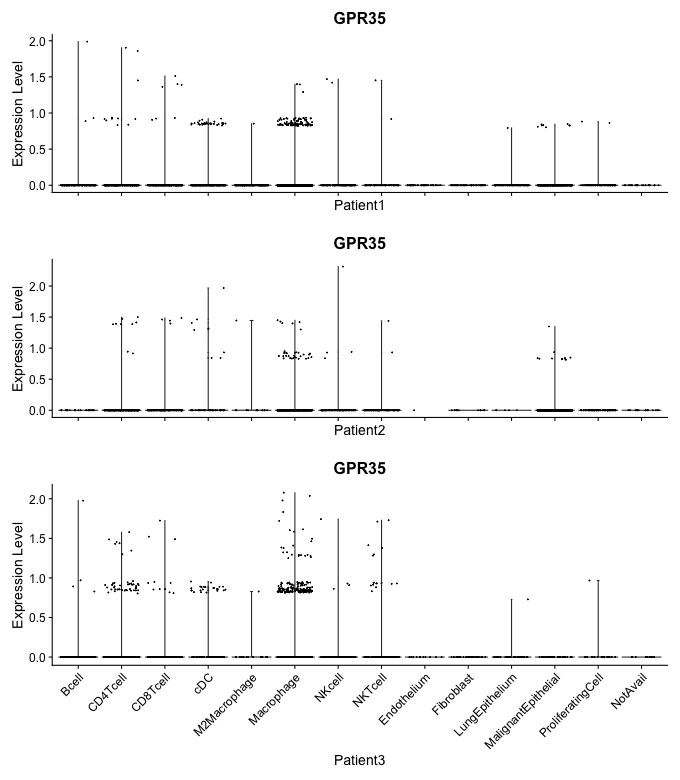 GPR35
Expression Level
2.0
1.5
1.0
0.5
0.0
Patient1
GPR35
Expression Level
2.0
1.5
1.0
0.5
0.0
Patient2
GPR35
Expression Level
2.0
1.5
1.0
0.5
0.0
Bcell
CD4Tcell
CD8Tcell
cDC
M2Macrophage
Macrophage
NKcell
NKTcell
Endothelium
Fibroblast
LungEpithelium
MalignantEpithelial
ProliferatingCell
NotAvail
Patient3